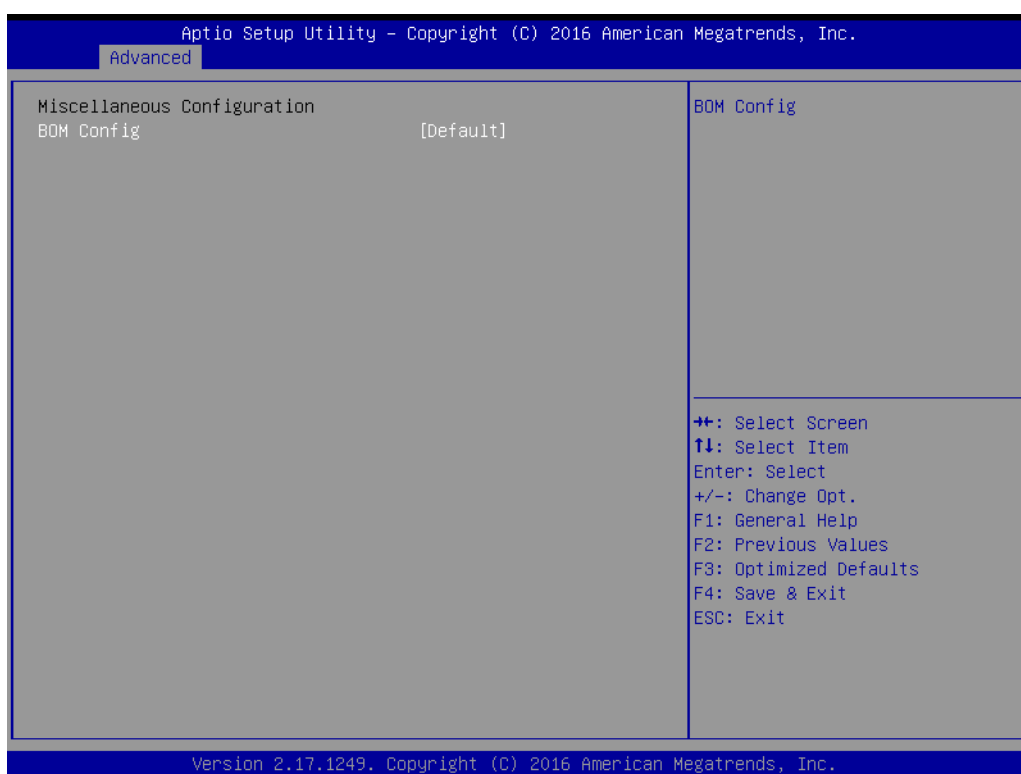 Aptio Setup Utility – Copyright (C) 2016 American Megatrends, Inc.
Advanced
Miscellaneous Configuration
BOM Config [Default]
BOM Config
→←: Select Screen
↑↓: Select Item
Enter: Select
+/-: Change Opt.
F1: General Help
F2: Previous Values
F3: Optimized Defaults
F4: Save & Exit
ESC: Exit
Version 2.17.1249. Copyright (C) 2016 American Megatrends, Inc.